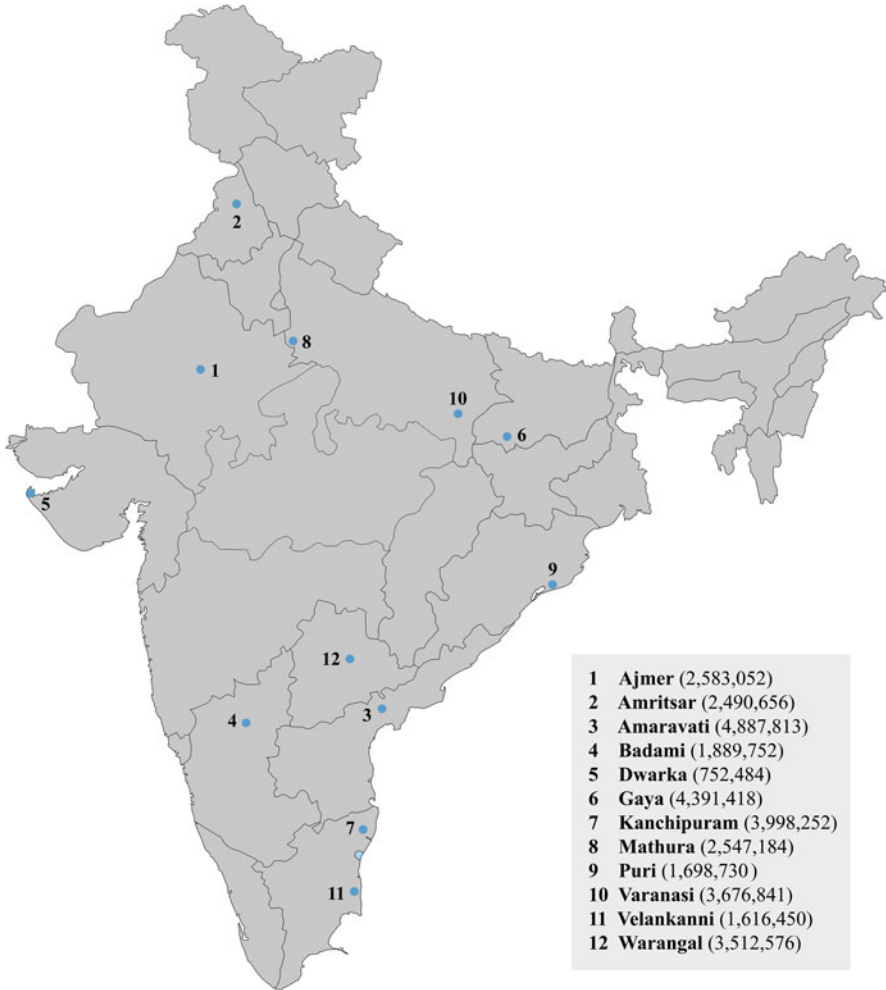 2
8
1
10
6
5
9
12
3
4
7
11
1 Ajmer (2,583,052)
2 Amritsar (2,490,656)
3 Amaravati (4,887,813)
4 Badami (1,889,752)
5 Dwarka (752,484)
6 Gaya (4,391,418)
7 Kanchipuram (3,998,252)
8 Mathura (2,547,184)
9 Puri (1,698,730)
10 Varanasi (3,676,841)
11 Velankanni (1,616,450)
12 Warangal (3,512,576)